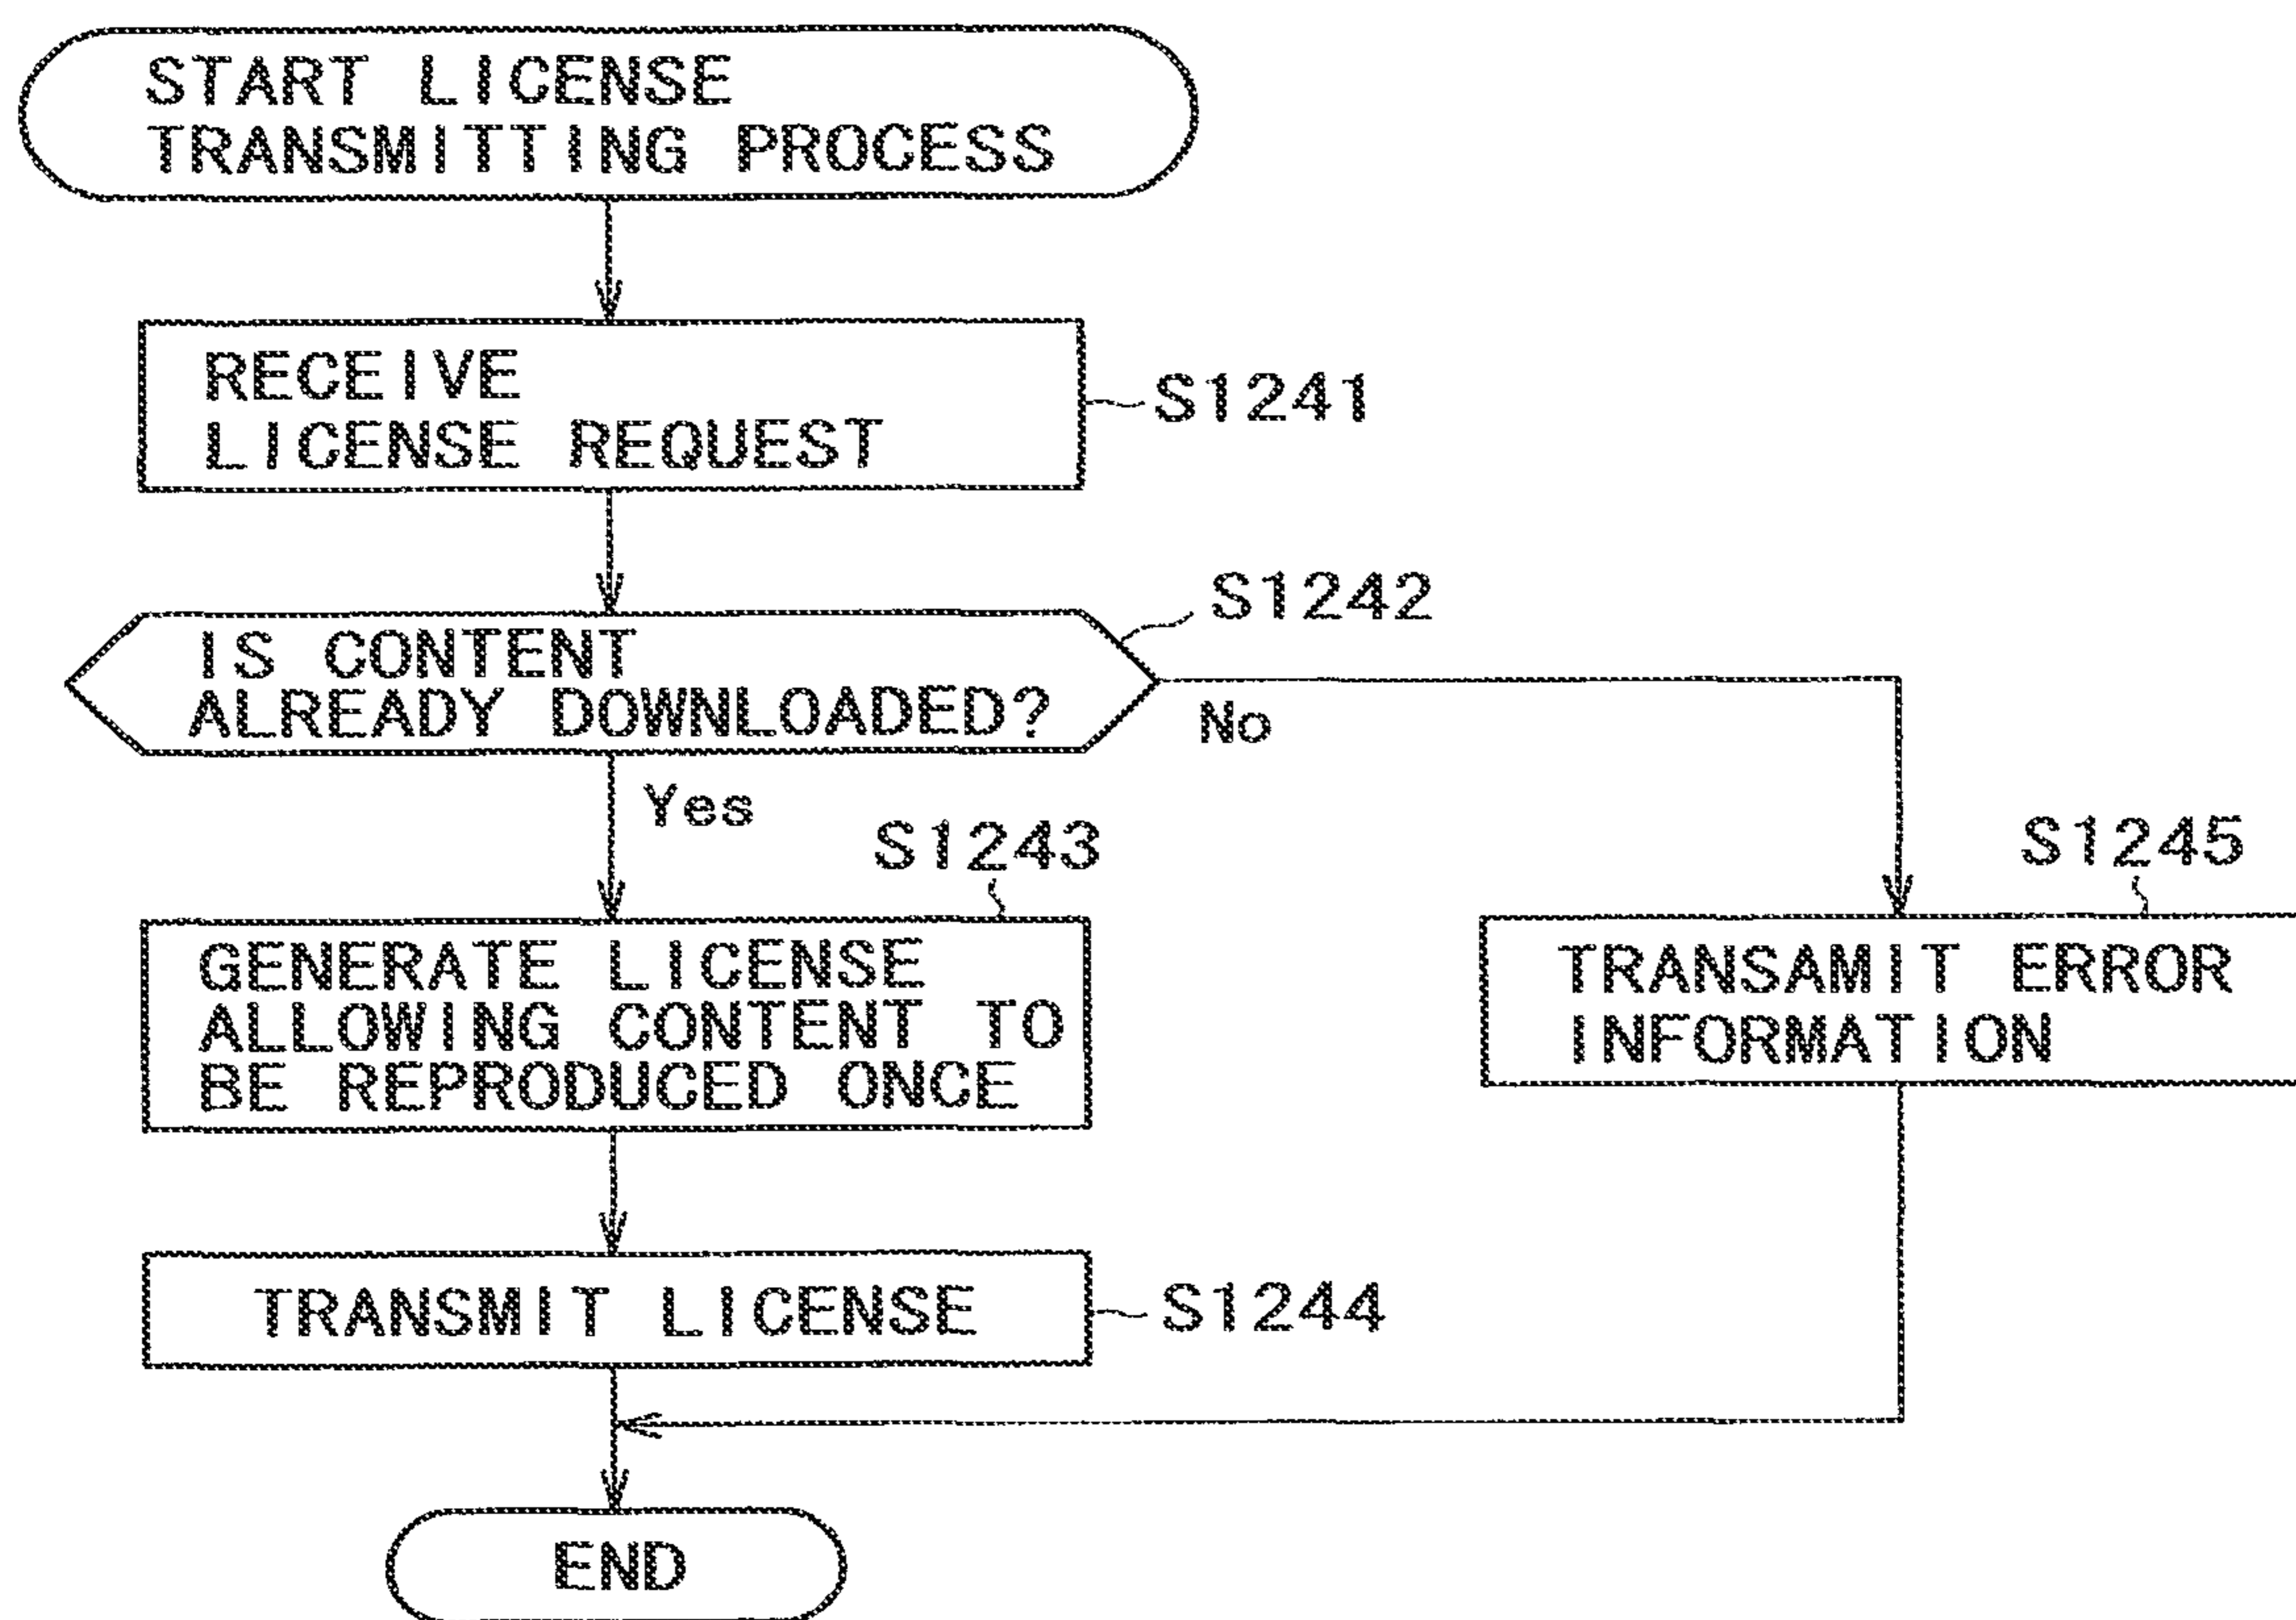 START LICENSE
TRANSMITTING PROCESS
RECEIVE
LICENSE REQUEST
S1241
S1242
IS CONTENT
ALREADY DOWNLOADED?
No
Yes
S1243
GENERATE LICENSE
ALLOWING CONTENT TO
BE REPRODUCED ONCE
S1245
TRANSAMIT ERROR
INFORMATION
TRANSMIT LICENSE
S1244
END